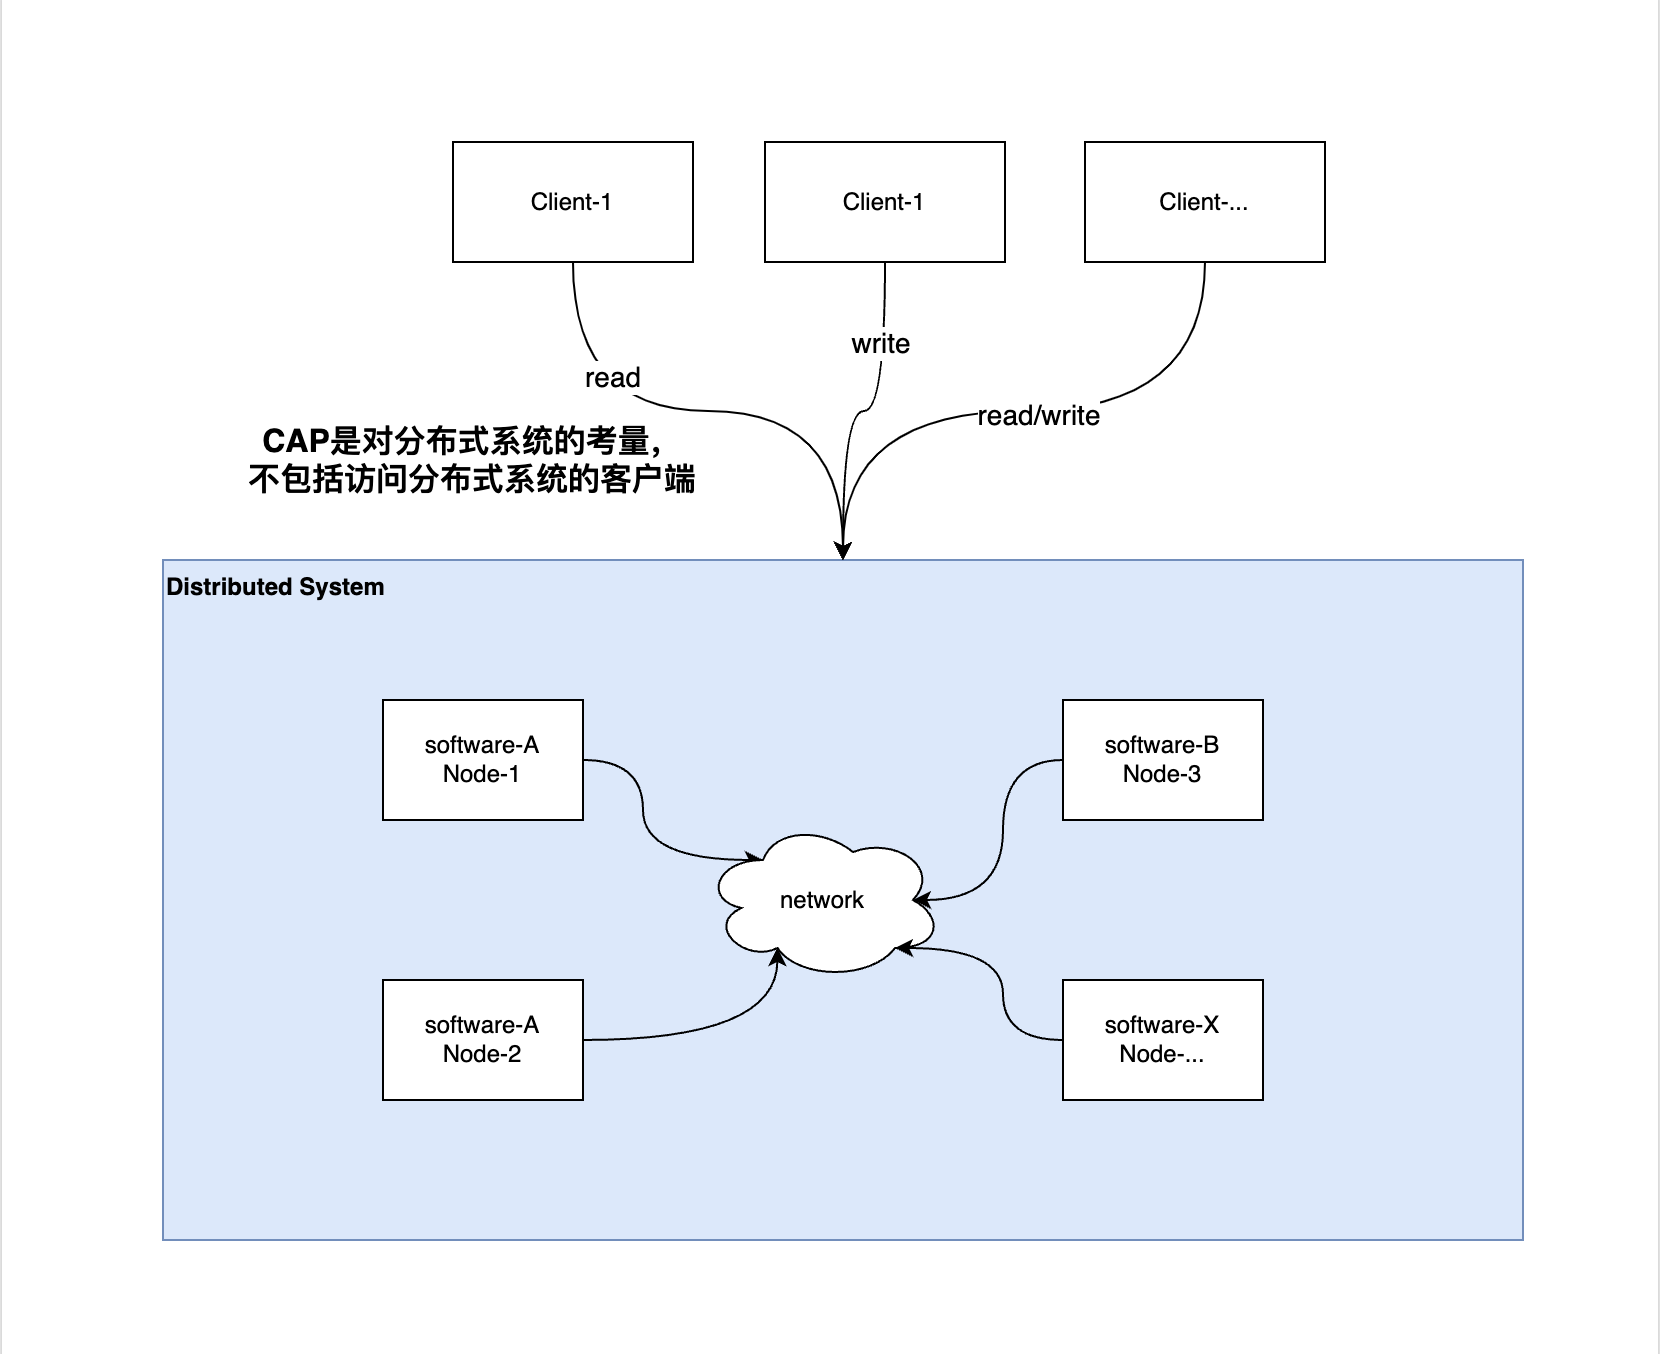 Client-1
Client-1
Client-...
write
read
read/write
CAP是对分布式系统的考量，
不包括访问分布式系统的客户端
Distributed System
software-A
Node-1
software-B
Node-3
network
software-A
Node-2
software-X
Node-...